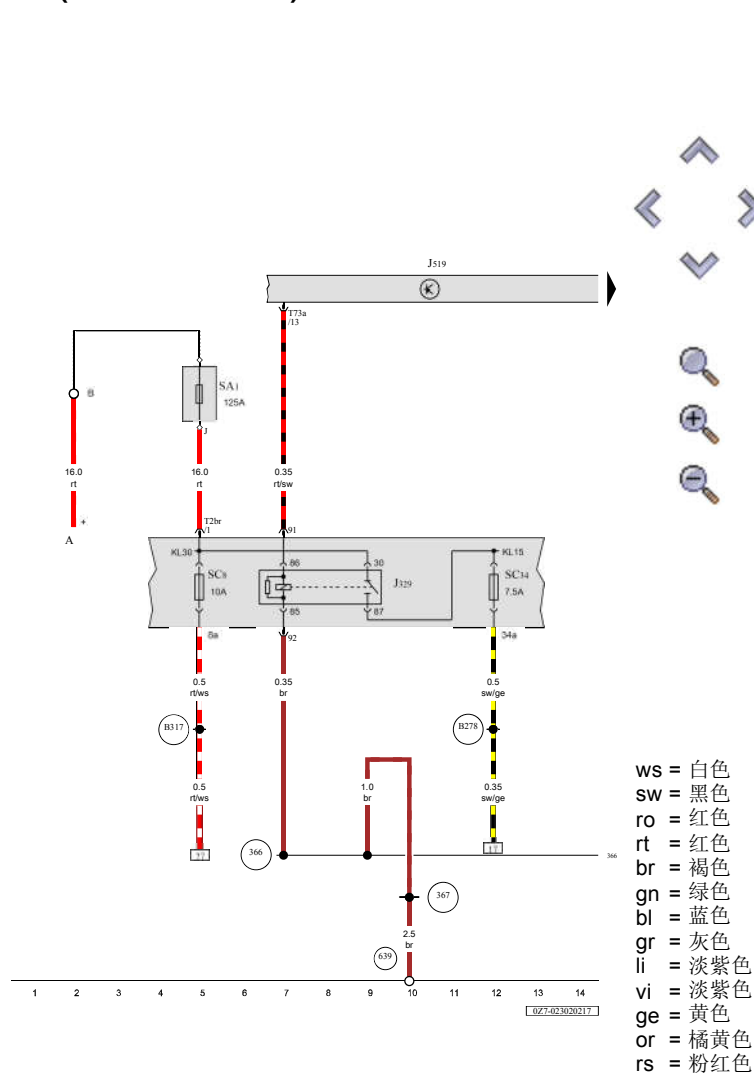 J519
T73a
/13
B
SA1
125A
J
16.0
rt
16.0
rt
0.35
rt/sw
+
A
T2br
/1
91
KL30
KL15
86
30
SC8
10A
J329
SC34
7.5A
85
87
8a
92
34a
0.5
rt/ws
0.35
br
0.5
sw/ge
B317
B278
0.5
rt/ws
1.0
br
0.35
sw/ge
27
17
366
366
367
2.5
br
639
1 2 3 4 5 6 7 8 9 10 11 12 13 14
0Z7-023020217
ws = 白色
sw = 黑色
ro = 红色
rt = 红色
br = 褐色
gn = 绿色
bl = 蓝色
gr = 灰色
li = 淡紫色
vi = 淡紫色
ge = 黄色
or = 橘黄色
rs = 粉红色